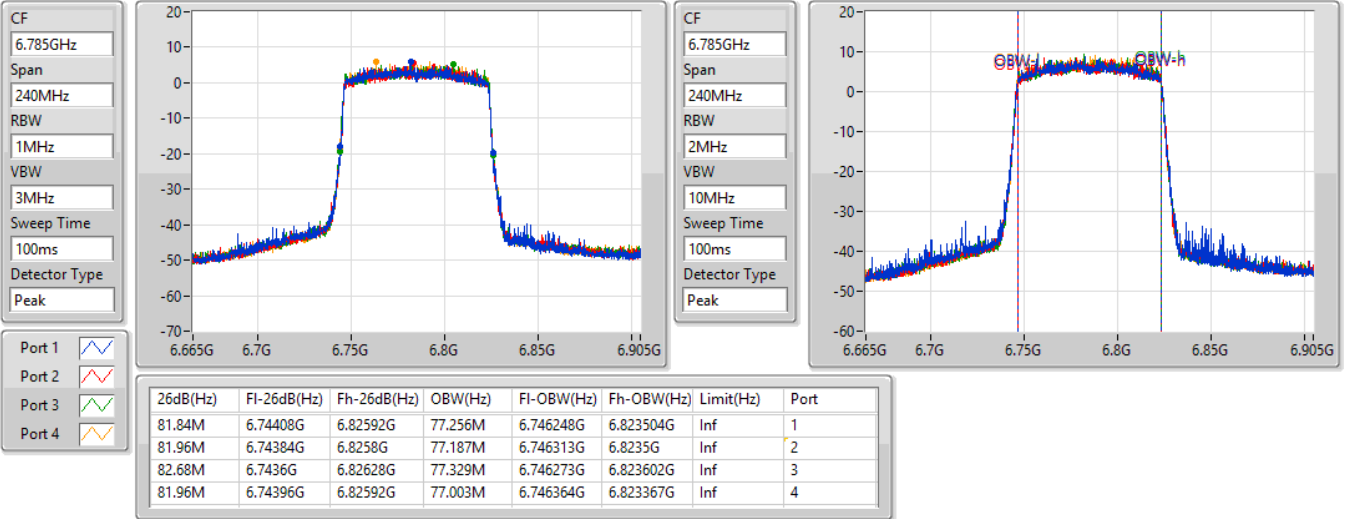 CF
6.785GHz
Span
240MHz
RBW
1MHz
VBW
3MHz
Sweep Time
100ms
Detector Type
Peak
20
10
0
-10
-20
-30
-40
-50
-60
-70
6.665G 6.7G 6.75G 6.8G 6.85G 6.905G
CF
6.785GHz
Span
240MHz
RBW
2MHz
VBW
10MHz
Sweep Time
100ms
Detector Type
Peak
20
10
0
-10
-20
-30
-40
-50
-60
OBW-l OBW-h
6.665G 6.7G 6.75G 6.8G 6.85G 6.905G
Port 1
Port 2
Port 3
Port 4
26dB(Hz) Fl-26dB(Hz) Fh-26dB(Hz) OBW(Hz) Fl-OBW(Hz) Fh-OBW(Hz) Limit(Hz) Port
81.84M 6.74408G 6.82592G 77.256M 6.746248G 6.823504G Inf 1
81.96M 6.74384G 6.8258G 77.187M 6.746313G 6.8235G Inf 2
82.68M 6.7436G 6.82628G 77.329M 6.746273G 6.823602G Inf 3
81.96M 6.74396G 6.82592G 77.003M 6.746364G 6.823367G Inf 4